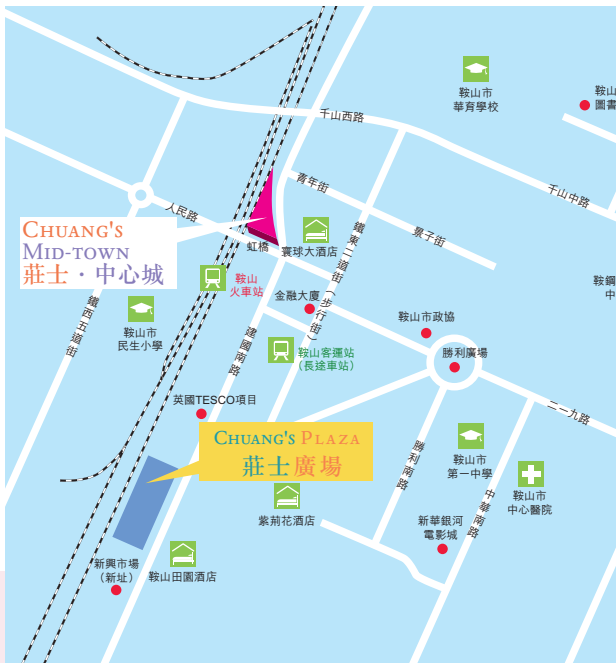 鞍山市
華育學校
鞍山
圖書
千山西路
千山中路
青年街
景子街
人民路
CHUANG'S
MID-TOWN
莊士·中心城
虹橋
寰球大酒店
鐵東二道街(步行街)
鞍鋼
中
鞍山
火車站
金融大廈
鐵西五道街
鞍山市
民生小學
建國南路
鞍山市政協
鞍山客運站
(長途車站)
勝利廣場
英國TESCO項目
二一九路
CHUANG'S PLAZA
莊士廣場
勝利南路
鞍山市
第一中學
中華南路
鞍山市
中心醫院
紫荊花酒店
新華銀河
電影城
新興市場
(新址)
鞍山田園酒店